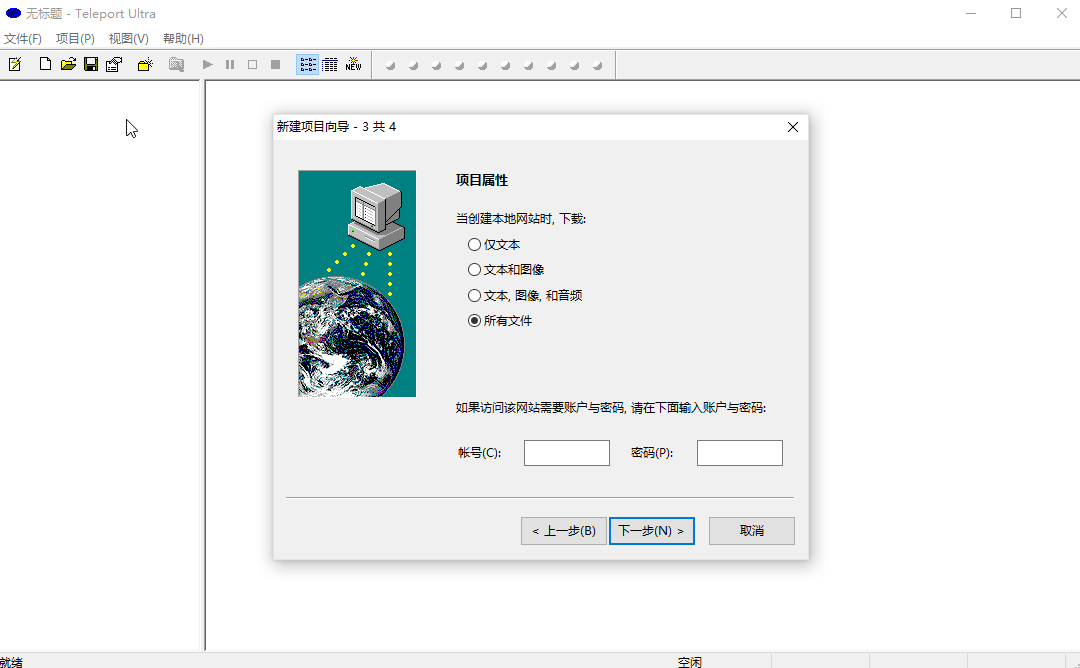 无标题 - Teleport Ultra
文件(F) 项目(P) 视图(V) 帮助(H)
NEW
新建项目向导 - 3 共 4
项目属性
当创建本地网站时, 下载:
仅文本
文本和图像
文本, 图像, 和音频
所有文件
如果访问该网站需要账户与密码, 请在下面输入账户与密码:
帐号(C): 密码(P):
< 上一步(B) 下一步(N) > 取消
就绪 空闲